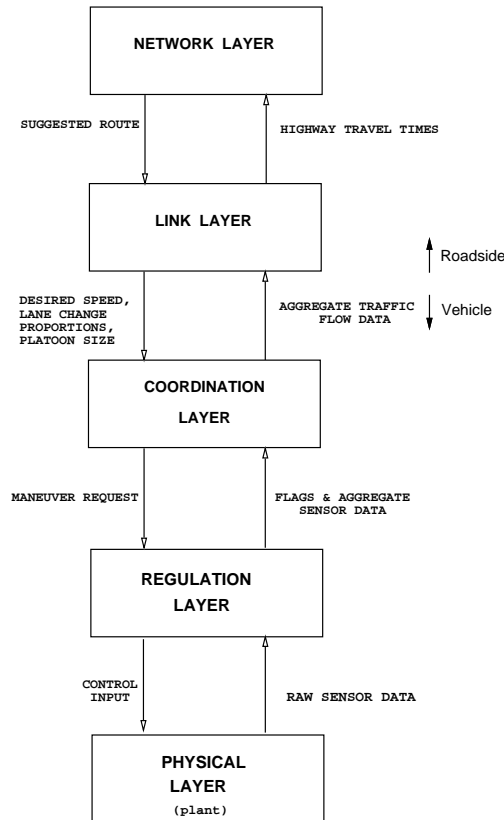 NETWORK LAYER
SUGGESTED ROUTE
HIGHWAY TRAVEL TIMES
LINK LAYER
Roadside
Vehicle
DESIRED SPEED,
LANE CHANGE
PROPORTIONS,
PLATOON SIZE
AGGREGATE TRAFFIC
FLOW DATA
COORDINATION
LAYER
MANEUVER REQUEST
FLAGS & AGGREGATE
SENSOR DATA
REGULATION
LAYER
CONTROL
INPUT
RAW SENSOR DATA
PHYSICAL
LAYER
(plant)